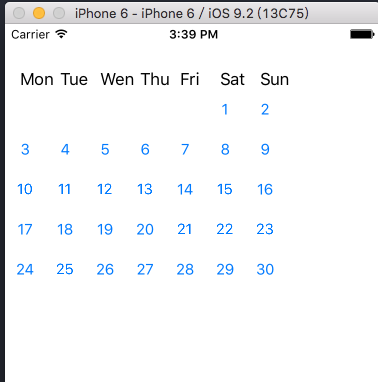 iPhone 6 - iPhone 6 / iOS 9.2 (13C75)
Carrier 3:39 PM
Mon Tue Wen Thu Fri Sat Sun
1 2
3 4 5 6 7 8 9
10 11 12 13 14 15 16
17 18 19 20 21 22 23
24 25 26 27 28 29 30